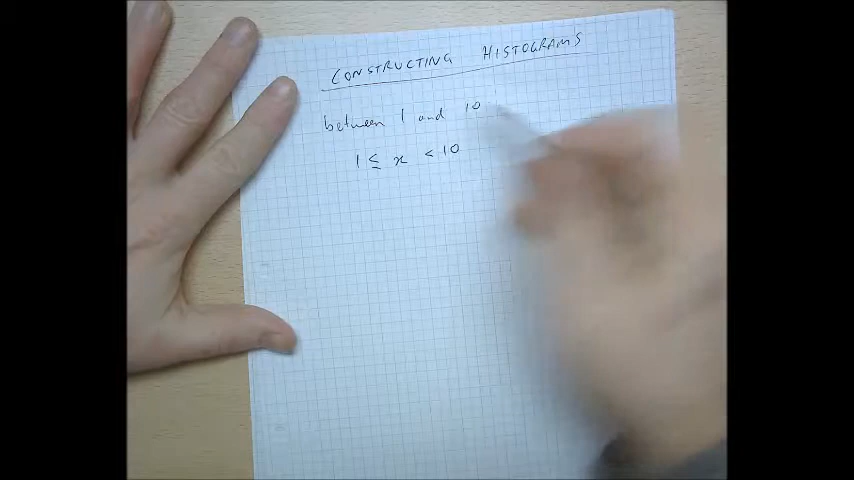 CONSTRUCTING HISTOGRAMS
between 1 and 10
1 ≤ x < 10